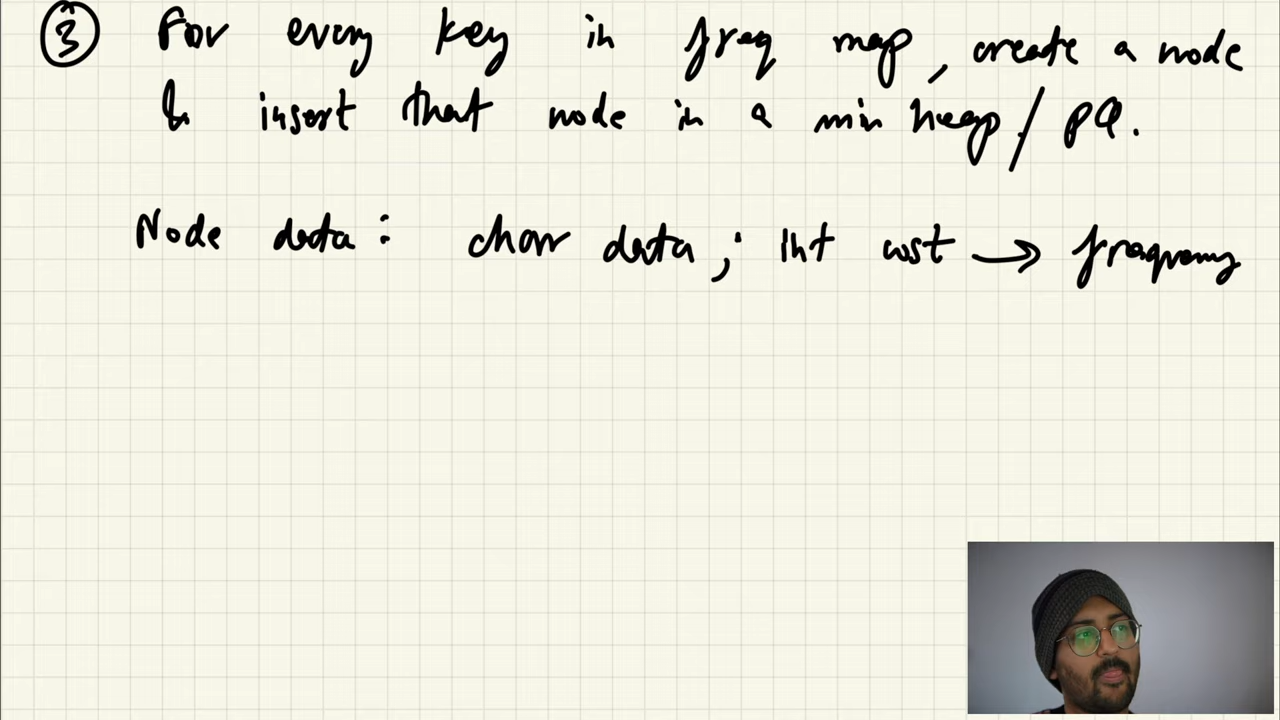 ③ For every key in freq map, create a node
& insert that node in a min heap / PQ.
Node data : char data ; int cost → frequency